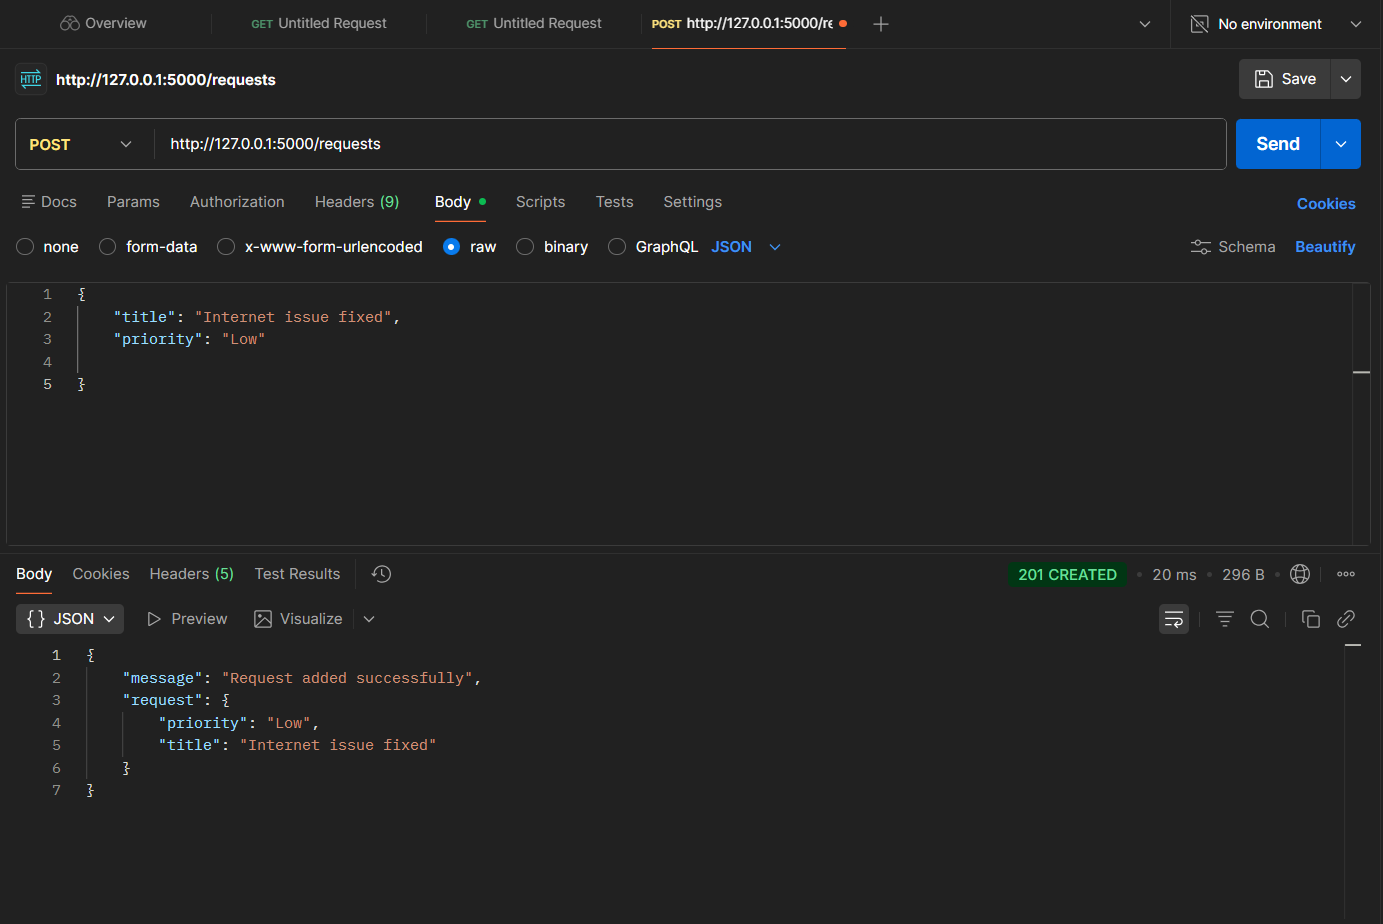 Overview GET Untitled Request GET Untitled Request POST http://127.0.0.1:5000/re No environment
HTTP http://127.0.0.1:5000/requests Save
POST http://127.0.0.1:5000/requests Send
Docs Params Authorization Headers (9) Body Scripts Tests Settings Cookies
none form-data x-www-form-urlencoded raw binary GraphQL JSON Schema Beautify
1 {
2 "title": "Internet issue fixed",
3 "priority": "Low"
4
5 }
Body Cookies Headers (5) Test Results 201 CREATED 20 ms 296 B
{} JSON Preview Visualize
1 {
2 "message": "Request added successfully",
3 "request": {
4 "priority": "Low",
5 "title": "Internet issue fixed"
6 }
7 }